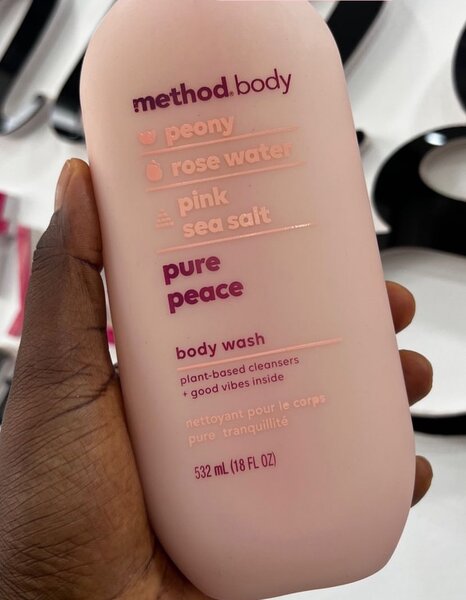 method body
peony
rose water
pink
sea salt
pure
peace
body wash
plant-based cleansers
+ good vibes inside
nettoyant pour le corps
pure tranquillité
532 mL (18 FL OZ)